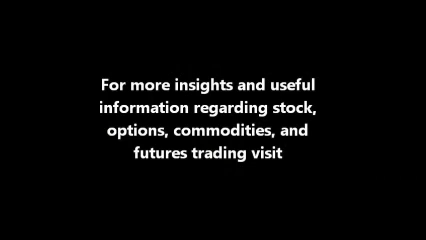 For more insights and useful
information regarding stock,
options, commodities, and
futures trading visit